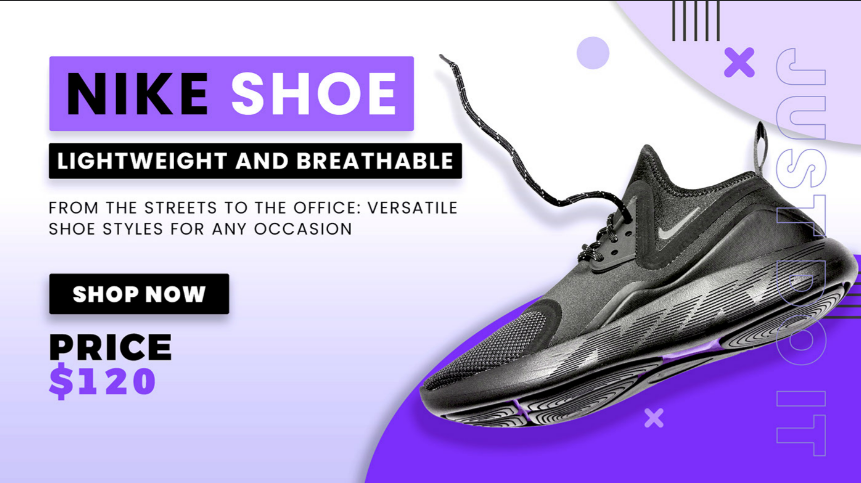 NIKE SHOE
LIGHTWEIGHT AND BREATHABLE
FROM THE STREETS TO THE OFFICE: VERSATILE
SHOE STYLES FOR ANY OCCASION
SHOP NOW
PRICE
$120
JUST DO IT